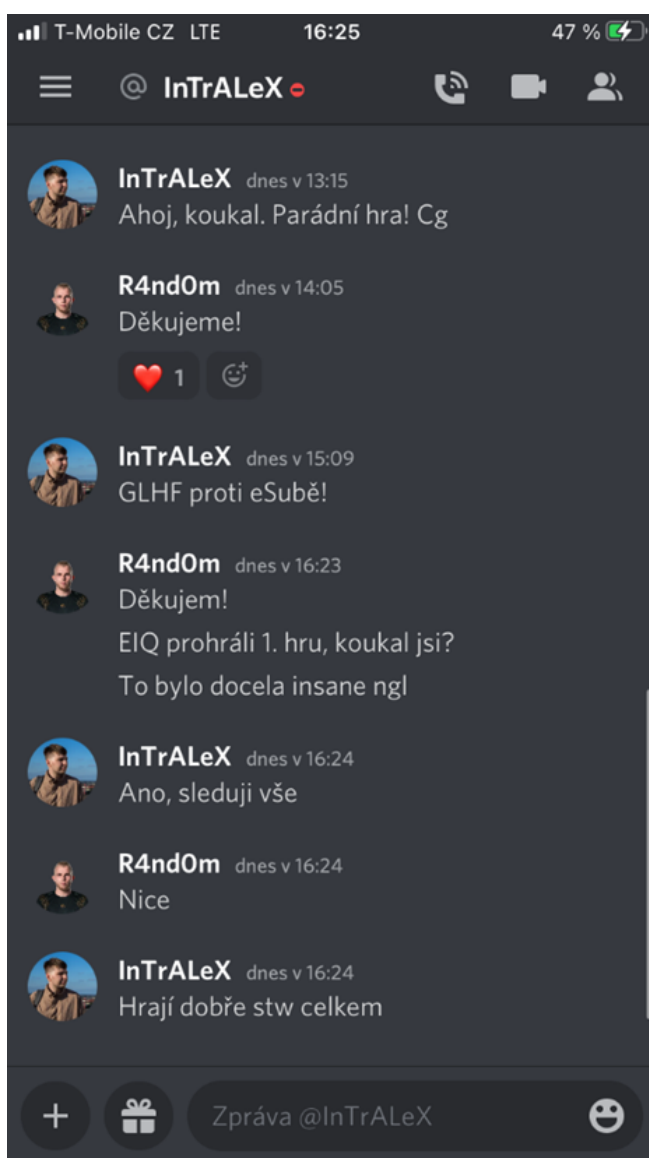 T-Mobile CZ LTE 16:25 47 %
@ InTrALeX
InTrALeX dnes v 13:15
Ahoj, koukal. Parádní hra! Cg
R4nd0m dnes v 14:05
Děkujeme!
1
InTrALeX dnes v 15:09
GLHF proti eSubě!
R4nd0m dnes v 16:23
Děkujem!
EIQ prohráli 1. hru, koukal jsi?
To bylo docela insane ngl
InTrALeX dnes v 16:24
Ano, sleduji vše
R4nd0m dnes v 16:24
Nice
InTrALeX dnes v 16:24
Hrají dobře stw celkem
Zpráva @InTrALeX